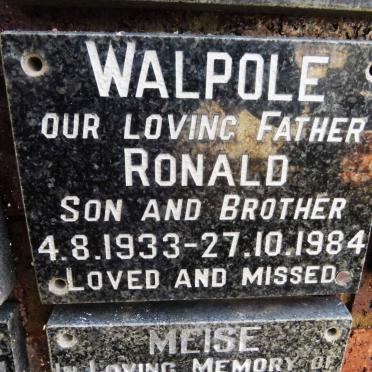 WALPOLE
OUR LOVING FATHER
RONALD
SON AND BROTHER
4.8.1933-27.10.1984
LOVED AND MISSED
MEISE
IN LOVING MEMORY OF